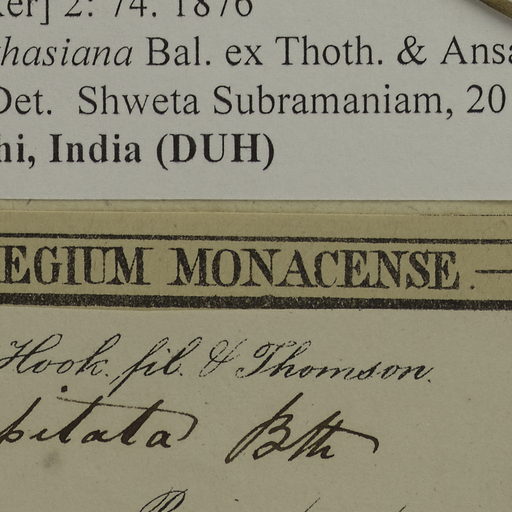 er] 2: 74. 1876
hasiana Bal. ex Thoth. & Ansa
Det. Shweta Subramaniam, 20
hi, India (DUH)
EGIUM MONACENSE.
Hook. fil. & Thomson.
pitata Bth